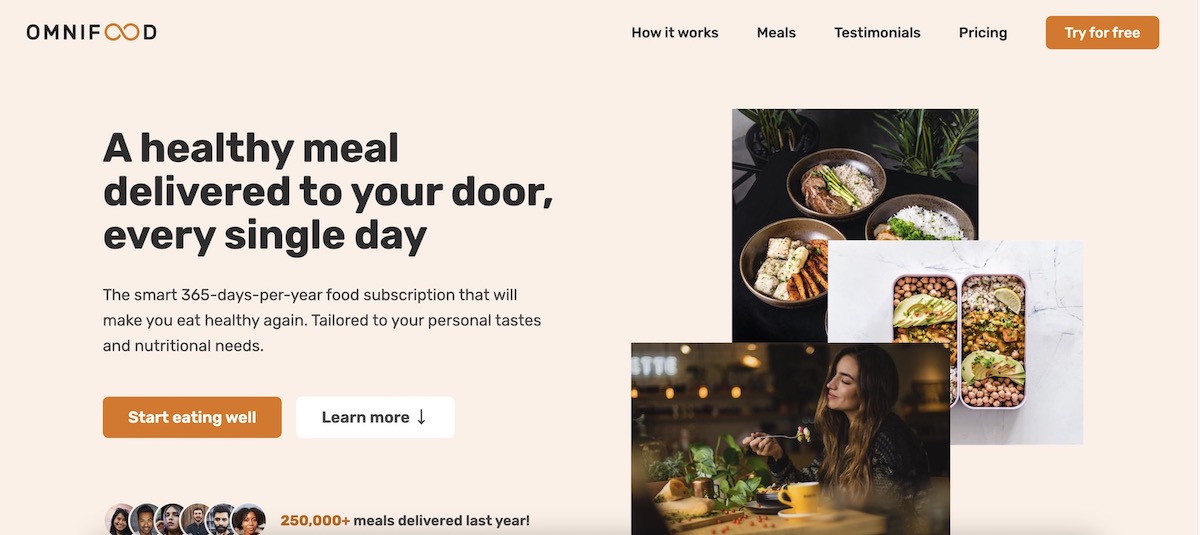 OMNIFOOD
How it works
Meals
Testimonials
Pricing
Try for free
A healthy meal
delivered to your door,
every single day
The smart 365-days-per-year food subscription that will
make you eat healthy again. Tailored to your personal tastes
and nutritional needs.
Start eating well
Learn more ↓
250,000+ meals delivered last year!